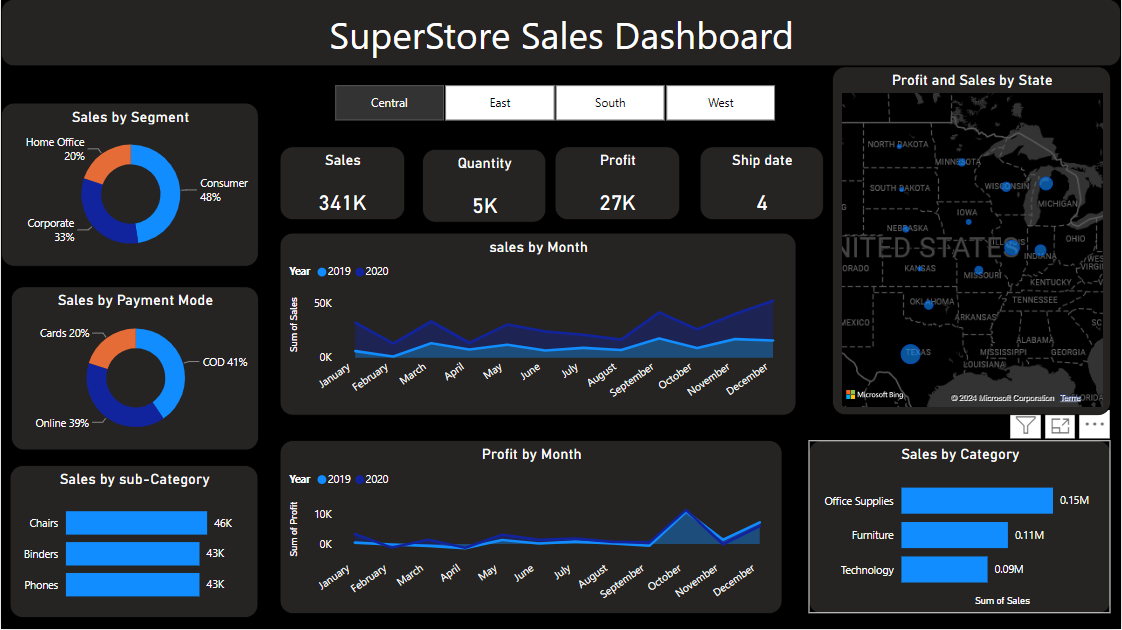 SuperStore Sales Dashboard
Central
East
South
West
Sales by Segment
Home Office
20%
Consumer
48%
Corporate
33%
Sales by Payment Mode
Cards 20%
COD 41%
Online 39%
Sales by sub-Category
Chairs
46K
Binders
43K
Phones
43K
Sales
341K
Quantity
5K
Profit
27K
Ship date
4
sales by Month
Year
2019
2020
Sum of Sales
50K
0K
January
February
March
April
May
June
July
August
September
October
November
December
Profit by Month
Year
2019
2020
Sum of Profit
10K
0K
January
February
March
April
May
June
July
August
September
October
November
December
Profit and Sales by State
NORTH DAKOTA
MINNESOTA
SOUTH DAKOTA
WISCONSIN
MICHIGAN
IOWA
NEBRASKA
NITED STATES
ILLINOIS
INDIANA
OHIO
ORADO
KANSAS
MISSOURI
WES
VIRGI
KENTUCKY
OKLAHOMA
TENNESSEE
MEXICO
ARKANSAS
SC
ALABAMA
TEXAS
MISSISSIPPI
GEORGIA
LOUISIANA
Microsoft Bing
© 2024 Microsoft Corporation
Terms
Sales by Category
Office Supplies
0.15M
Furniture
0.11M
Technology
0.09M
Sum of Sales